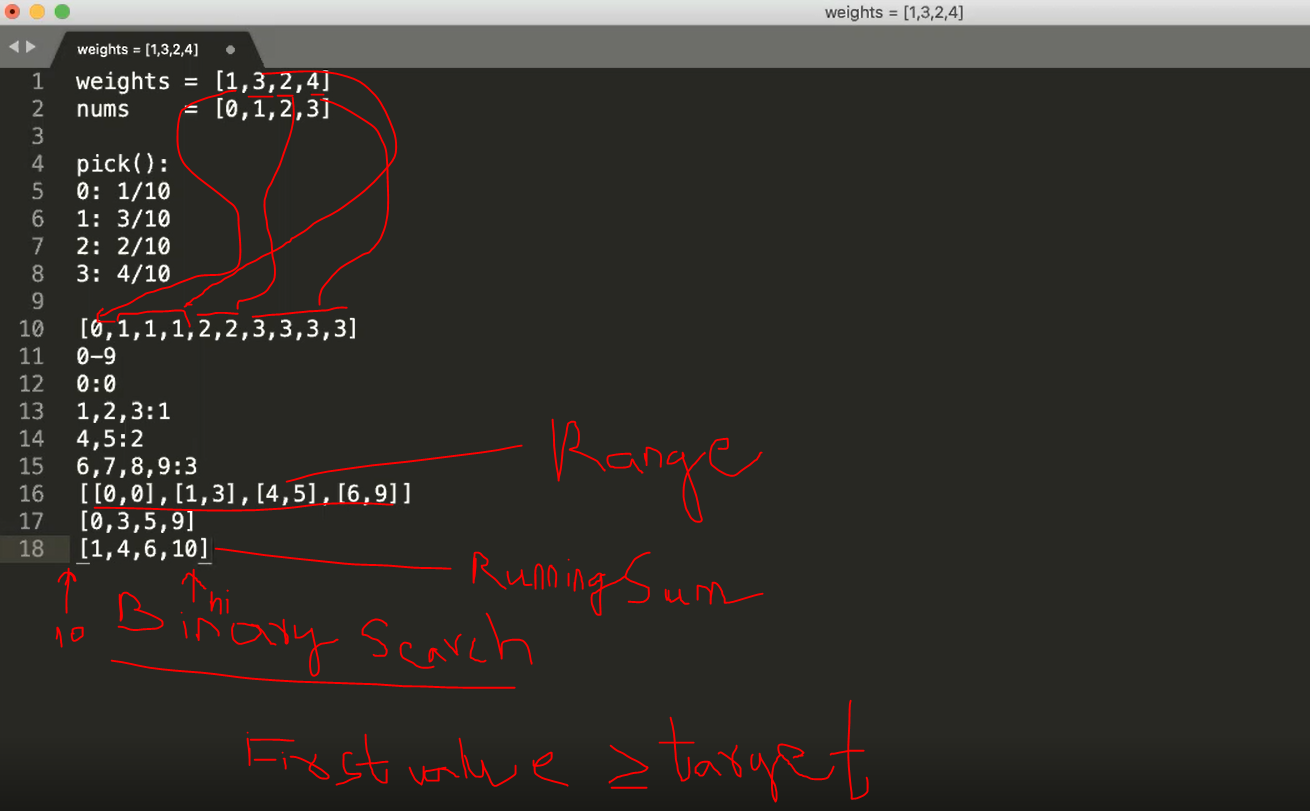 weights = [1,3,2,4]
weights = [1,3,2,4]
1 weights = [1,3,2,4]
2 nums = [0,1,2,3]
3
4 pick():
5 0: 1/10
6 1: 3/10
7 2: 2/10
8 3: 4/10
9
10 [0,1,1,1,2,2,3,3,3,3]
11 0-9
12 0:0
13 1,2,3:1
14 4,5:2
15 6,7,8,9:3
16 [[0,0],[1,3],[4,5],[6,9]]
17 [0,3,5,9]
18 [1,4,6,10]
Range
Running Sum
lo hi
Binary Search
First value ≥ target